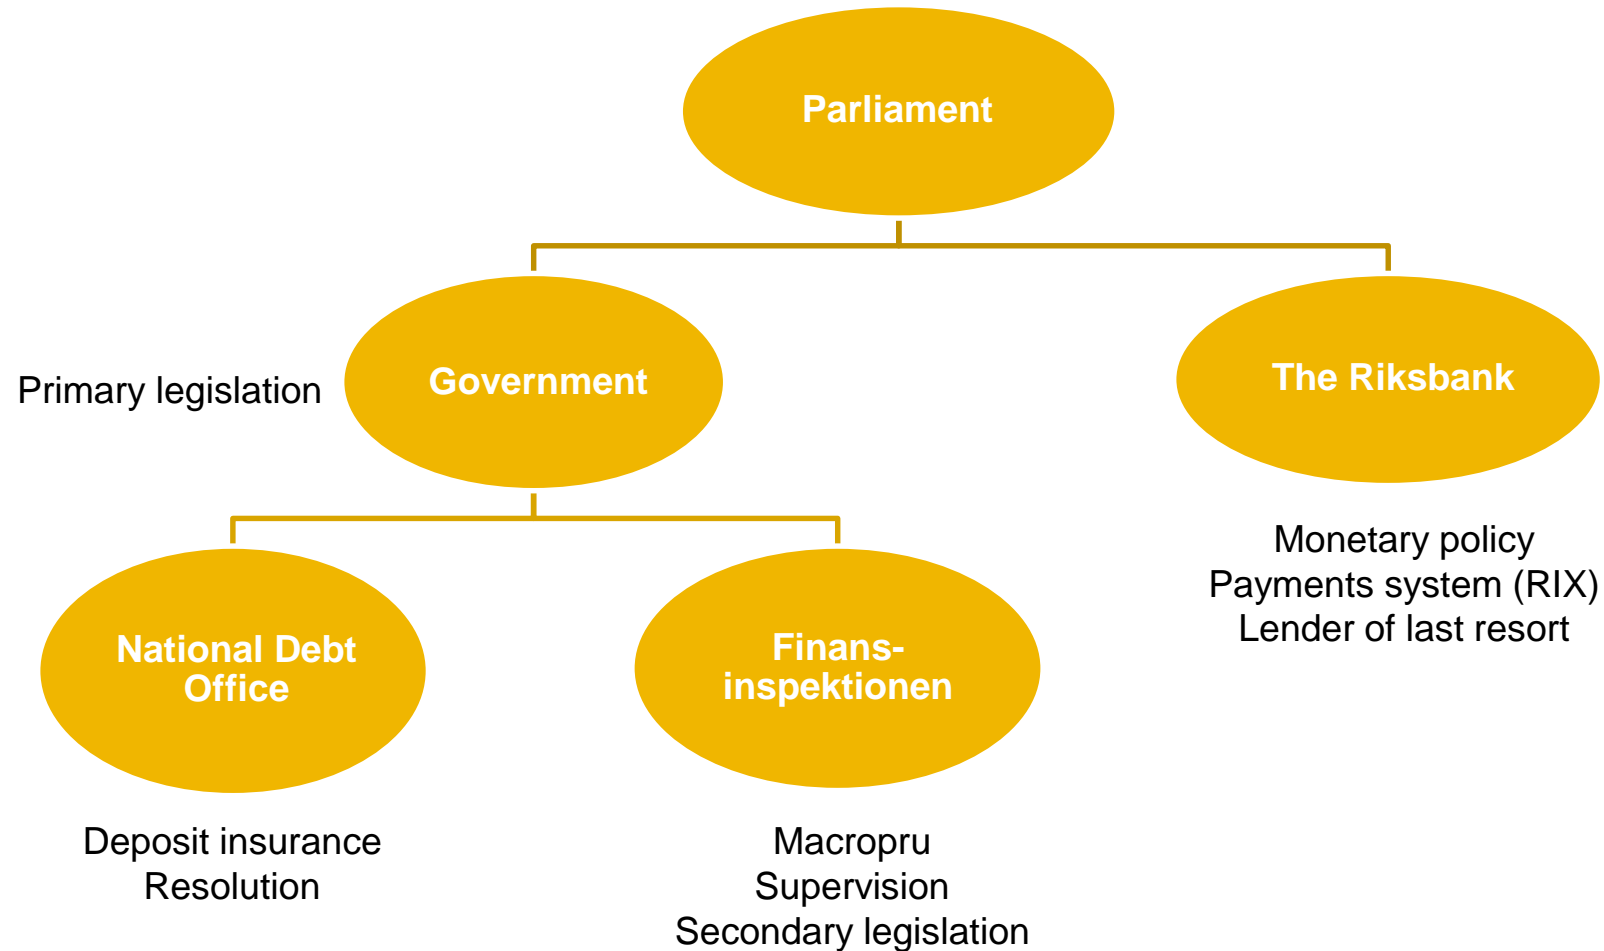 Parliament
Primary legislation
Government
The Riksbank
Monetary policy
Payments system (RIX)
Lender of last resort
National Debt
Office
Finans-
inspektionen
Deposit insurance
Resolution
Macropru
Supervision
Secondary legislation